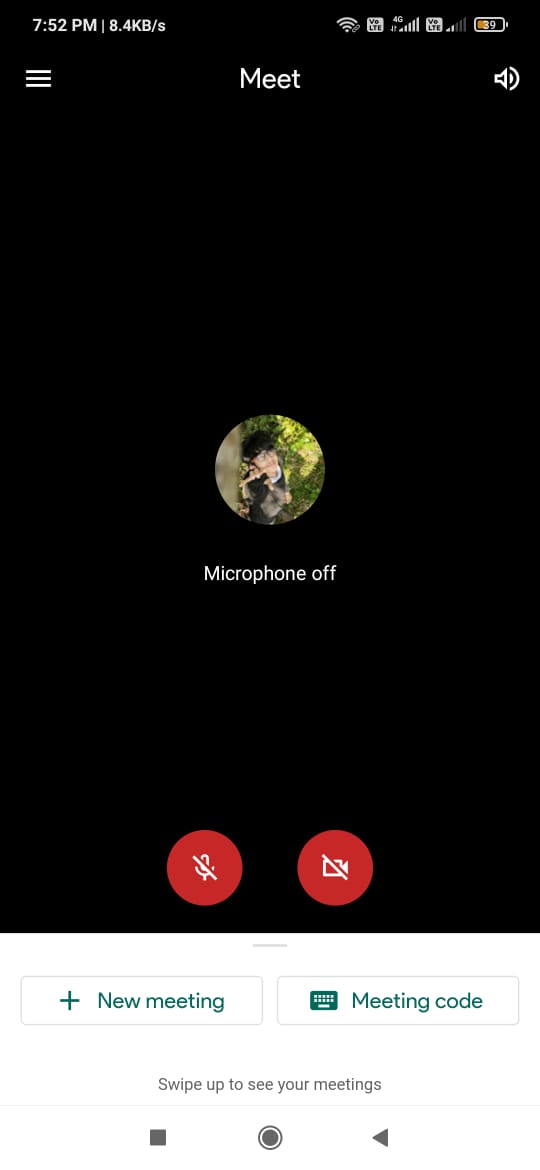 7:52 PM | 8.4KB/s Vo LTE 4G Vo LTE 39
Meet
Microphone off
New meeting
Meeting code
Swipe up to see your meetings